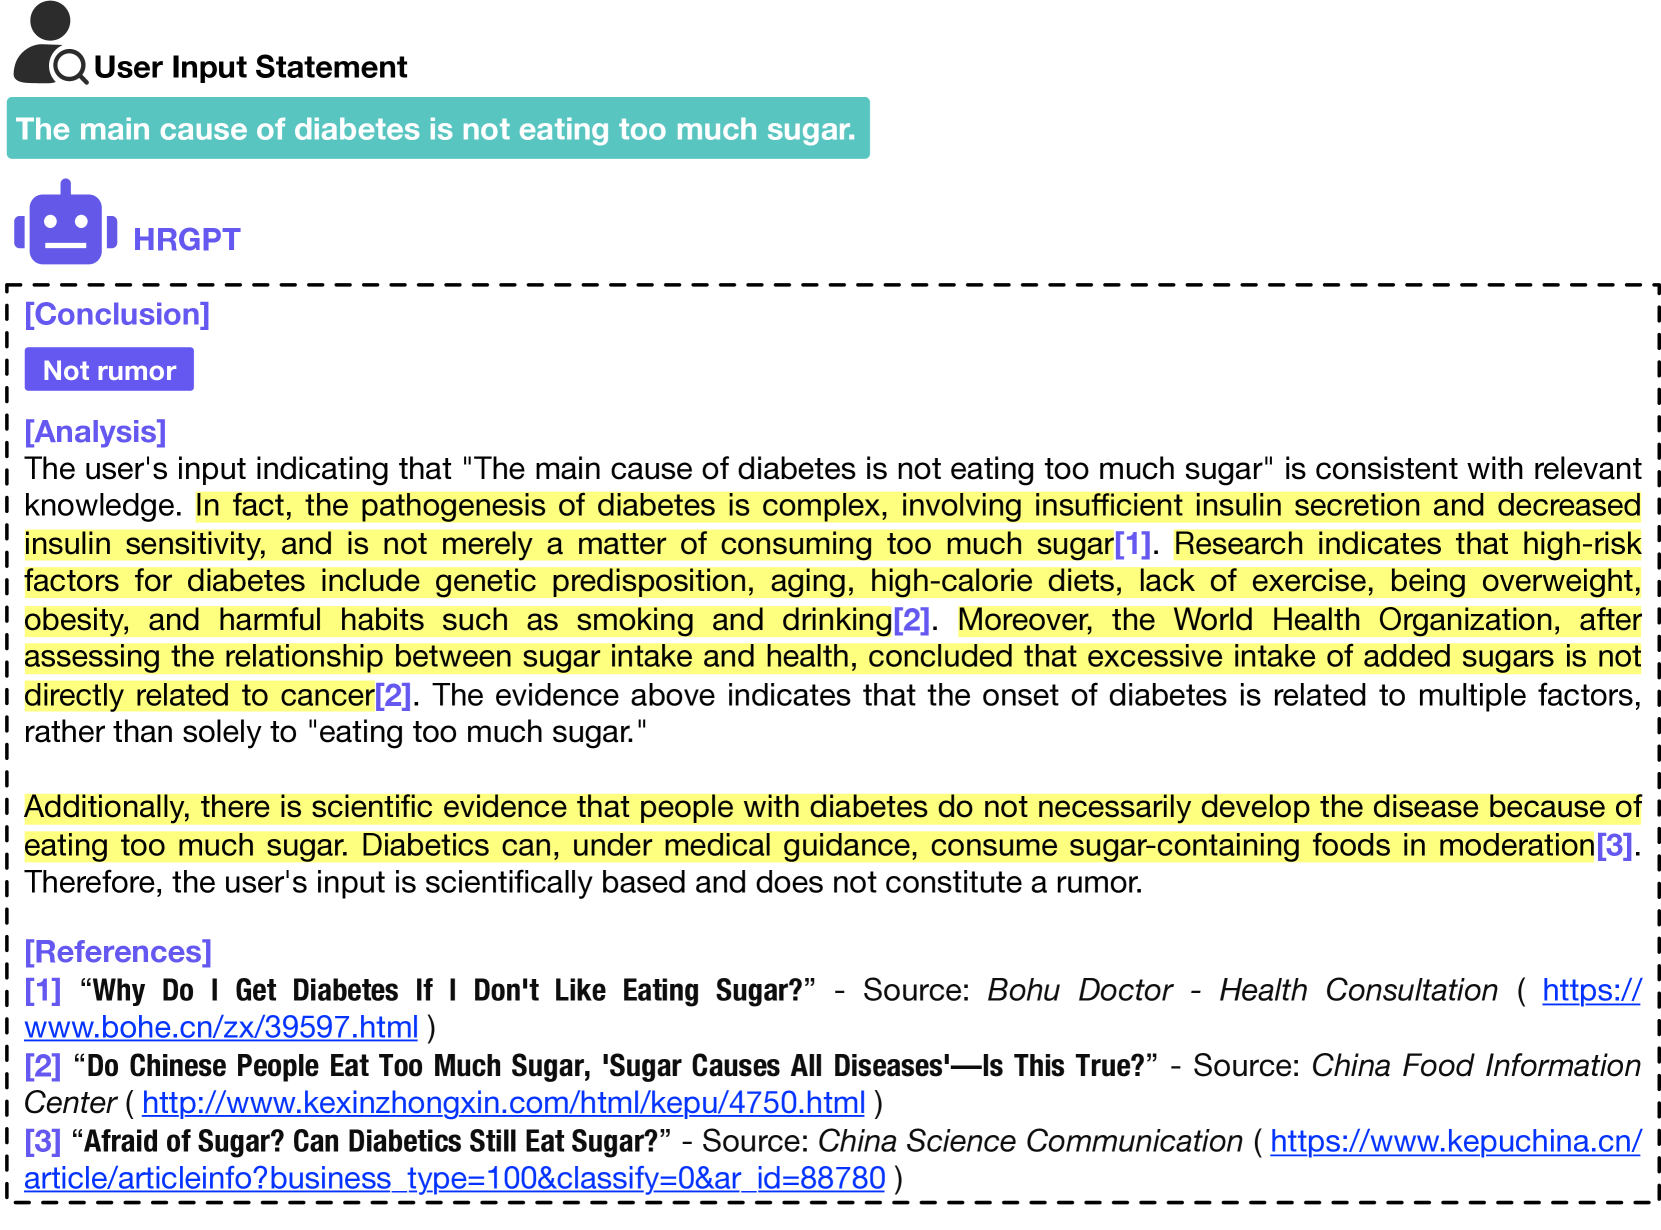 User Input Statement
The main cause of diabetes is not eating too much sugar.
HRGPT
[Conclusion]
Not rumor
[Analysis]
The user's input indicating that "The main cause of diabetes is not eating too much sugar" is consistent with relevant
knowledge. In fact, the pathogenesis of diabetes is complex, involving insufficient insulin secretion and decreased
insulin sensitivity, and is not merely a matter of consuming too much sugar[1]. Research indicates that high-risk
factors for diabetes include genetic predisposition, aging, high-calorie diets, lack of exercise, being overweight,
obesity, and harmful habits such as smoking and drinking[2]. Moreover, the World Health Organization, after
assessing the relationship between sugar intake and health, concluded that excessive intake of added sugars is not
directly related to cancer[2]. The evidence above indicates that the onset of diabetes is related to multiple factors,
rather than solely to "eating too much sugar."
Additionally, there is scientific evidence that people with diabetes do not necessarily develop the disease because of
eating too much sugar. Diabetics can, under medical guidance, consume sugar-containing foods in moderation[3].
Therefore, the user's input is scientifically based and does not constitute a rumor.
[References]
[1] “Why Do I Get Diabetes If I Don't Like Eating Sugar?” - Source: Bohu Doctor - Health Consultation ( https://
www.bohe.cn/zx/39597.html )
[2] “Do Chinese People Eat Too Much Sugar, 'Sugar Causes All Diseases'—Is This True?” - Source: China Food Information
Center ( http://www.kexinzhongxin.com/html/kepu/4750.html )
[3] “Afraid of Sugar? Can Diabetics Still Eat Sugar?” - Source: China Science Communication ( https://www.kepuchina.cn/
article/articleinfo?business_type=100&classify=0&ar_id=88780 )